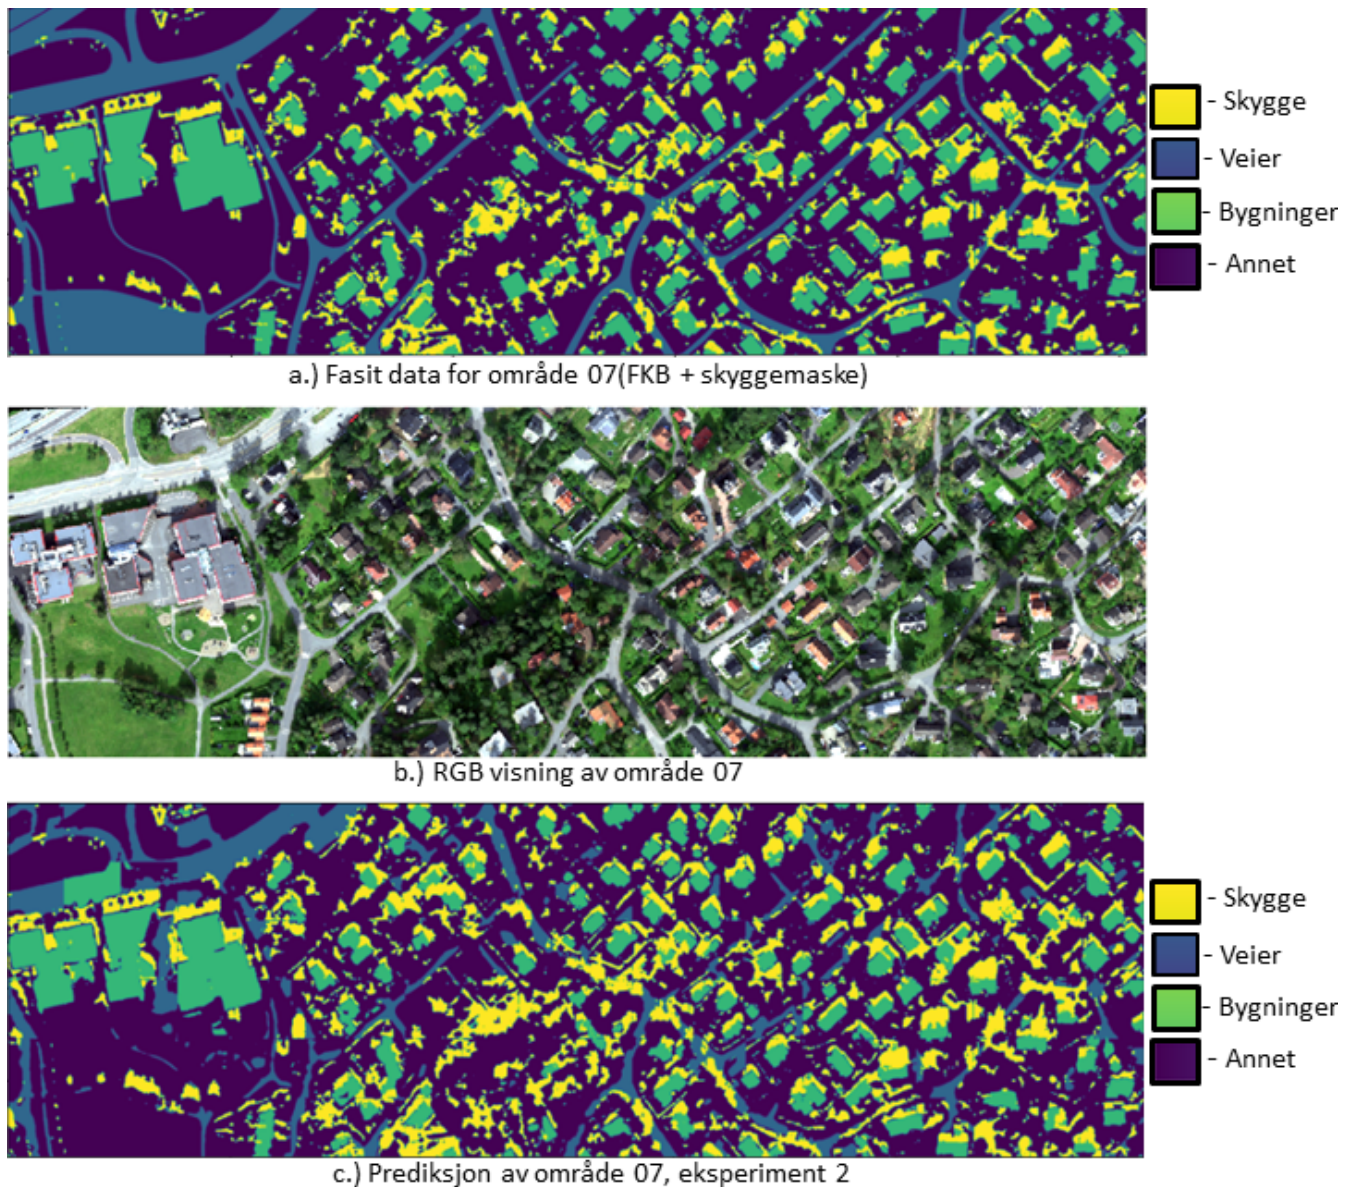 - Skygge
- Veier
- Bygninger
- Annet
a.) Fasit data for område 07(FKB + skyggemaske)
b.) RGB visning av område 07
- Skygge
- Veier
- Bygninger
- Annet
c.) Prediksjon av område 07, eksperiment 2